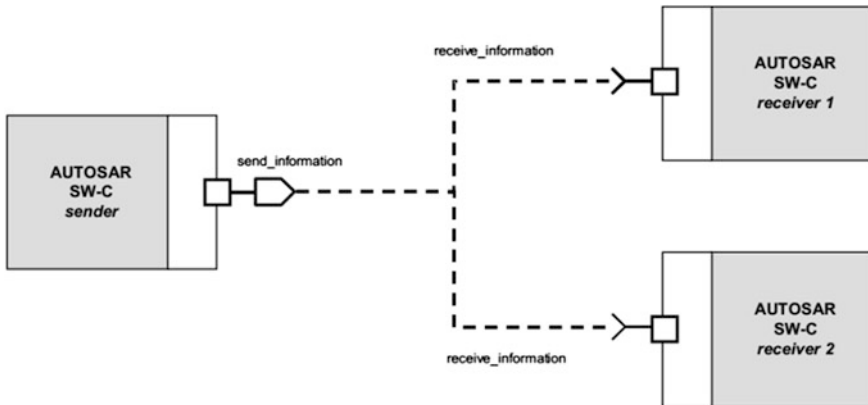 receive_information
AUTOSAR
SW-C
receiver 1
AUTOSAR
SW-C
sender
send_information
receive_information
AUTOSAR
SW-C
receiver 2